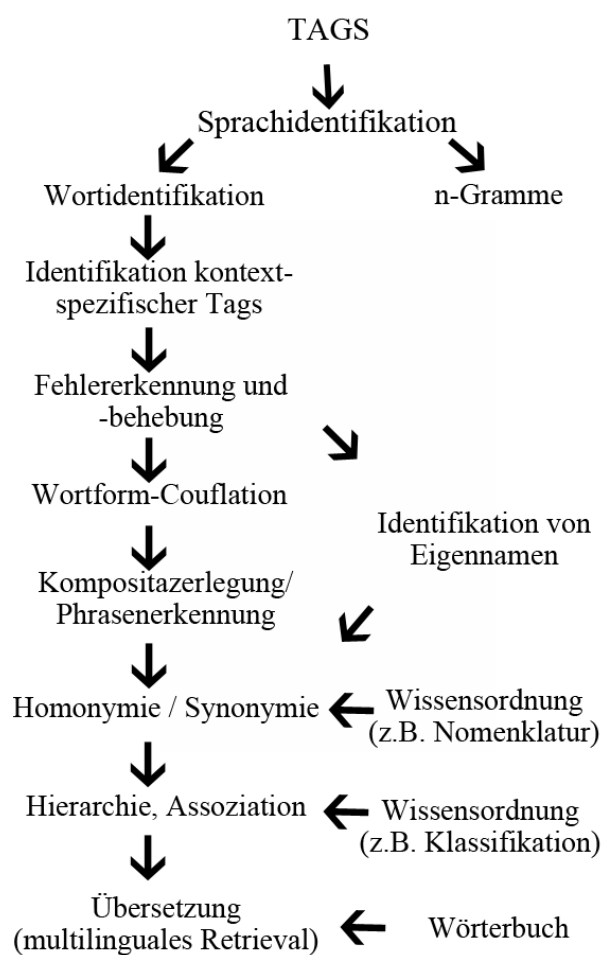 TAGS
Sprachidentifikation
Wortidentifikation
n-Gramme
Identifikation kontext-
spezifischer Tags
Fehlererkennung und
-behebung
Wortform-Couflation
Identifikation von
Eigennamen
Kompositazerlegung/
Phrasenerkennung
Homonymie / Synonymie
Wissensordnung
(z.B. Nomenklatur)
Hierarchie, Assoziation
Wissensordnung
(z.B. Klassifikation)
Übersetzung
(multilinguales Retrieval)
Wörterbuch